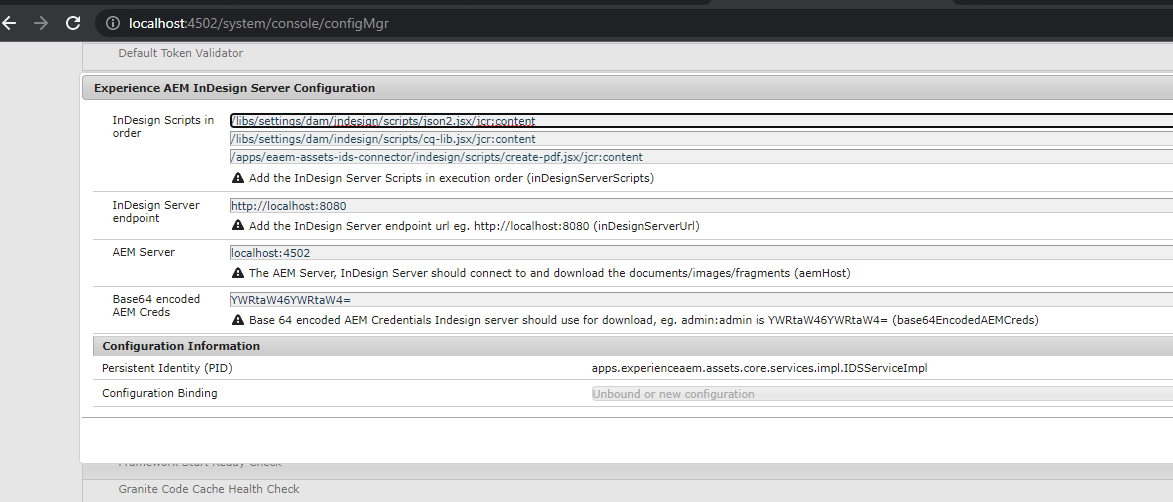 localhost:4502/system/console/configMgr
Default Token Validator
Experience AEM InDesign Server Configuration
InDesign Scripts in order
/libs/settings/dam/indesign/scripts/json2.jsx/jcr:content
/libs/settings/dam/indesign/scripts/cq-lib.jsx/jcr:content
/apps/eaem-assets-ids-connector/indesign/scripts/create-pdf.jsx/jcr:content
Add the InDesign Server Scripts in execution order (inDesignServerScripts)
InDesign Server endpoint
http://localhost:8080
Add the InDesign Server endpoint url eg. http://localhost:8080 (inDesignServerUrl)
AEM Server
localhost:4502
The AEM Server, InDesign Server should connect to and download the documents/images/fragments (aemHost)
Base64 encoded AEM Creds
YWRtaW46YWRtaW4=
Base 64 encoded AEM Credentials Indesign server should use for download, eg. admin:admin is YWRtaW46YWRtaW4= (base64EncodedAEMCreds)
Configuration Information
Persistent Identity (PID)
apps.experienceaem.assets.core.services.impl.IDSServiceImpl
Configuration Binding
Unbound or new configuration
Framework Start Ready Check
Granite Code Cache Health Check